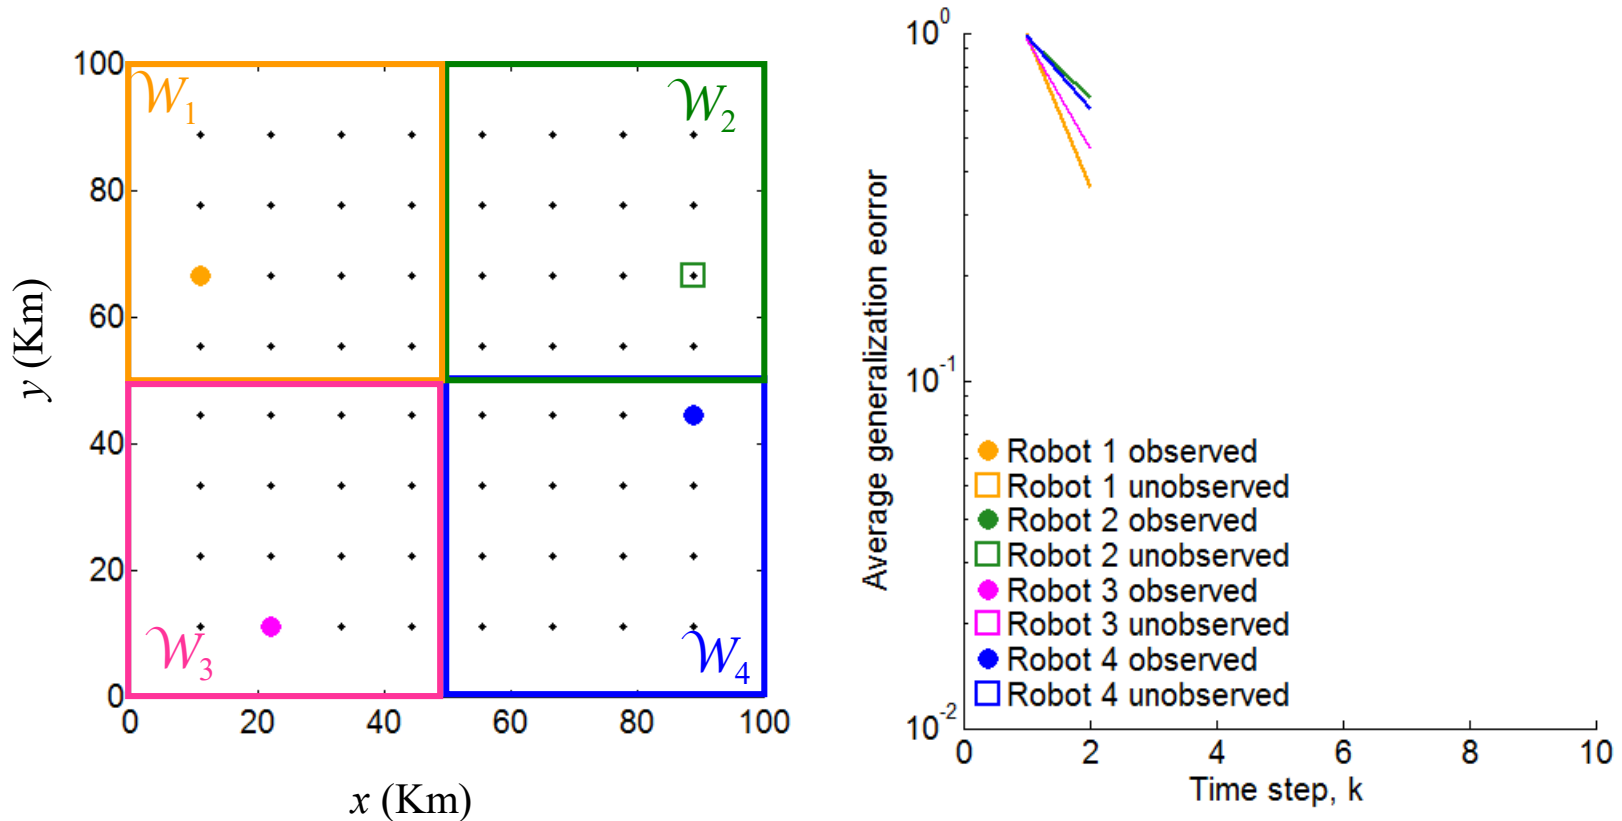 100
80
60
40
20
0
0 20 40 60 80 100
y (Km)
x (Km)
W1
W2
W3
W4
10^0
10^-1
10^-2
0 2 4 6 8 10
Average generalization eorror
Time step, k
Robot 1 observed
Robot 1 unobserved
Robot 2 observed
Robot 2 unobserved
Robot 3 observed
Robot 3 unobserved
Robot 4 observed
Robot 4 unobserved